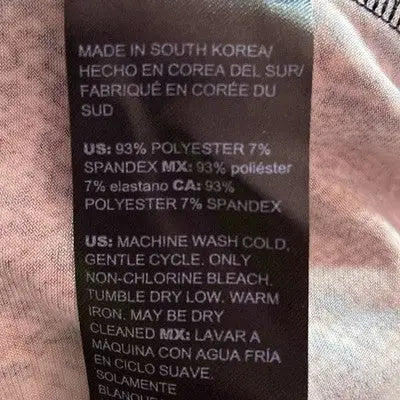 MADE IN SOUTH KOREA/
HECHO EN COREA DEL SUR/
FABRIQUÉ EN CORÉE DU
SUD
US: 93% POLYESTER 7%
SPANDEX MX: 93% poliéster
7% elastano CA: 93%
POLYESTER 7% SPANDEX
US: MACHINE WASH COLD,
GENTLE CYCLE. ONLY
NON-CHLORINE BLEACH.
TUMBLE DRY LOW. WARM
IRON. MAY BE DRY
CLEANED MX: LAVAR A
MÁQUINA CON AGUA FRÍA
EN CICLO SUAVE.
SOLAMENTE